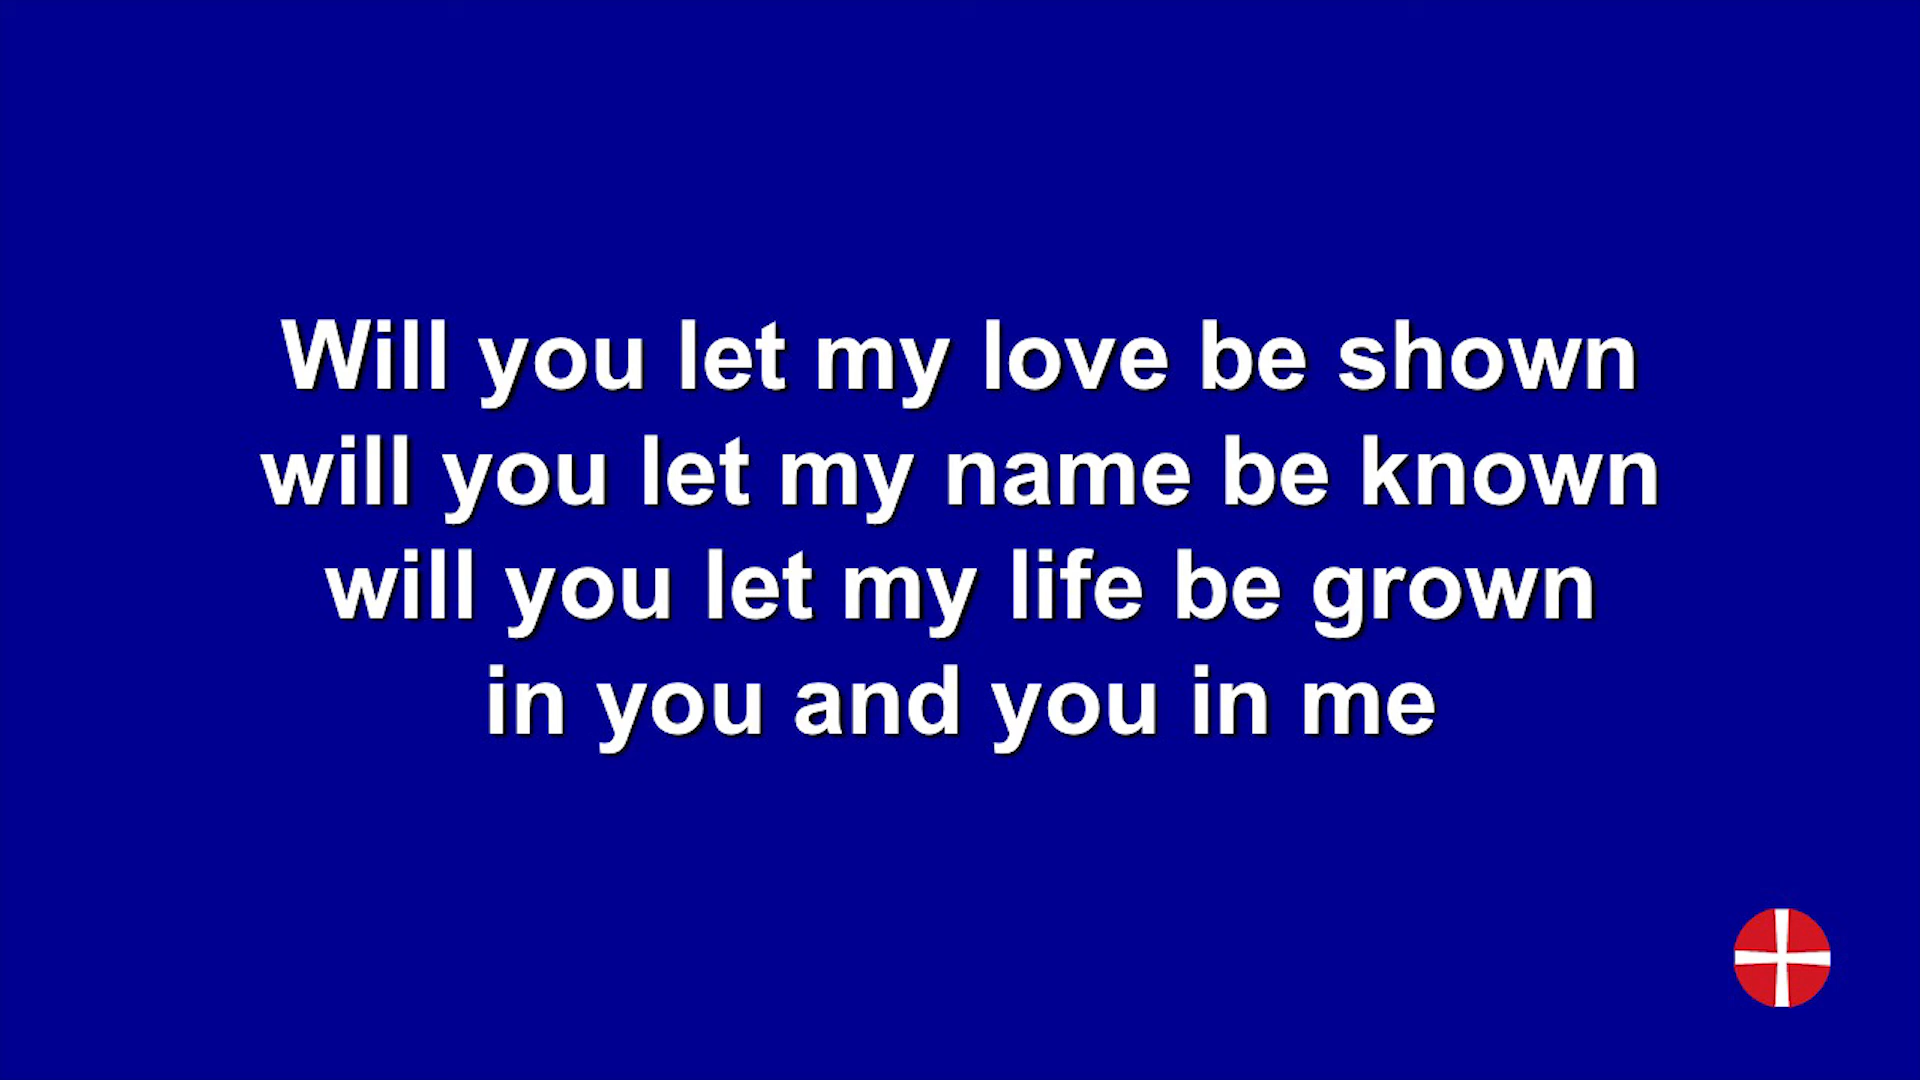 Will you let my love be shown
will you let my name be known
will you let my life be grown
in you and you in me